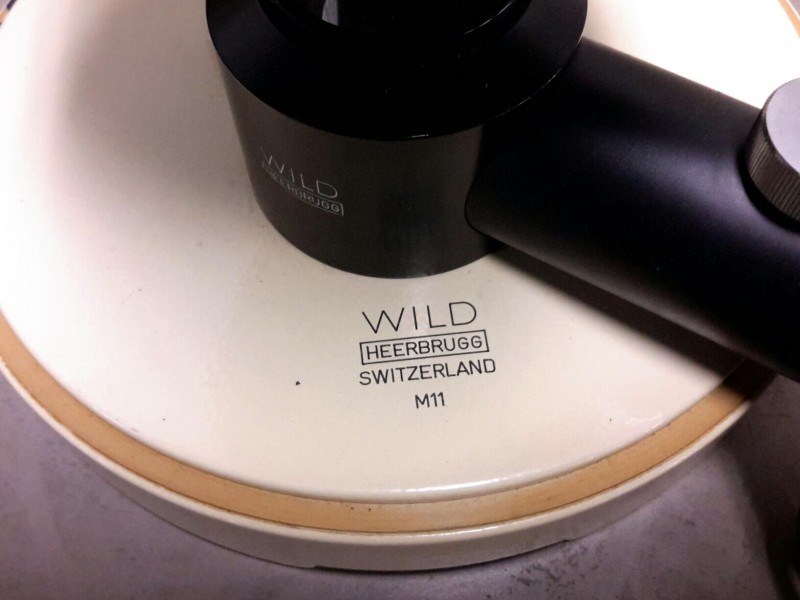 WILD
HEERBRUGG
WILD
HEERBRUGG
SWITZERLAND
M11